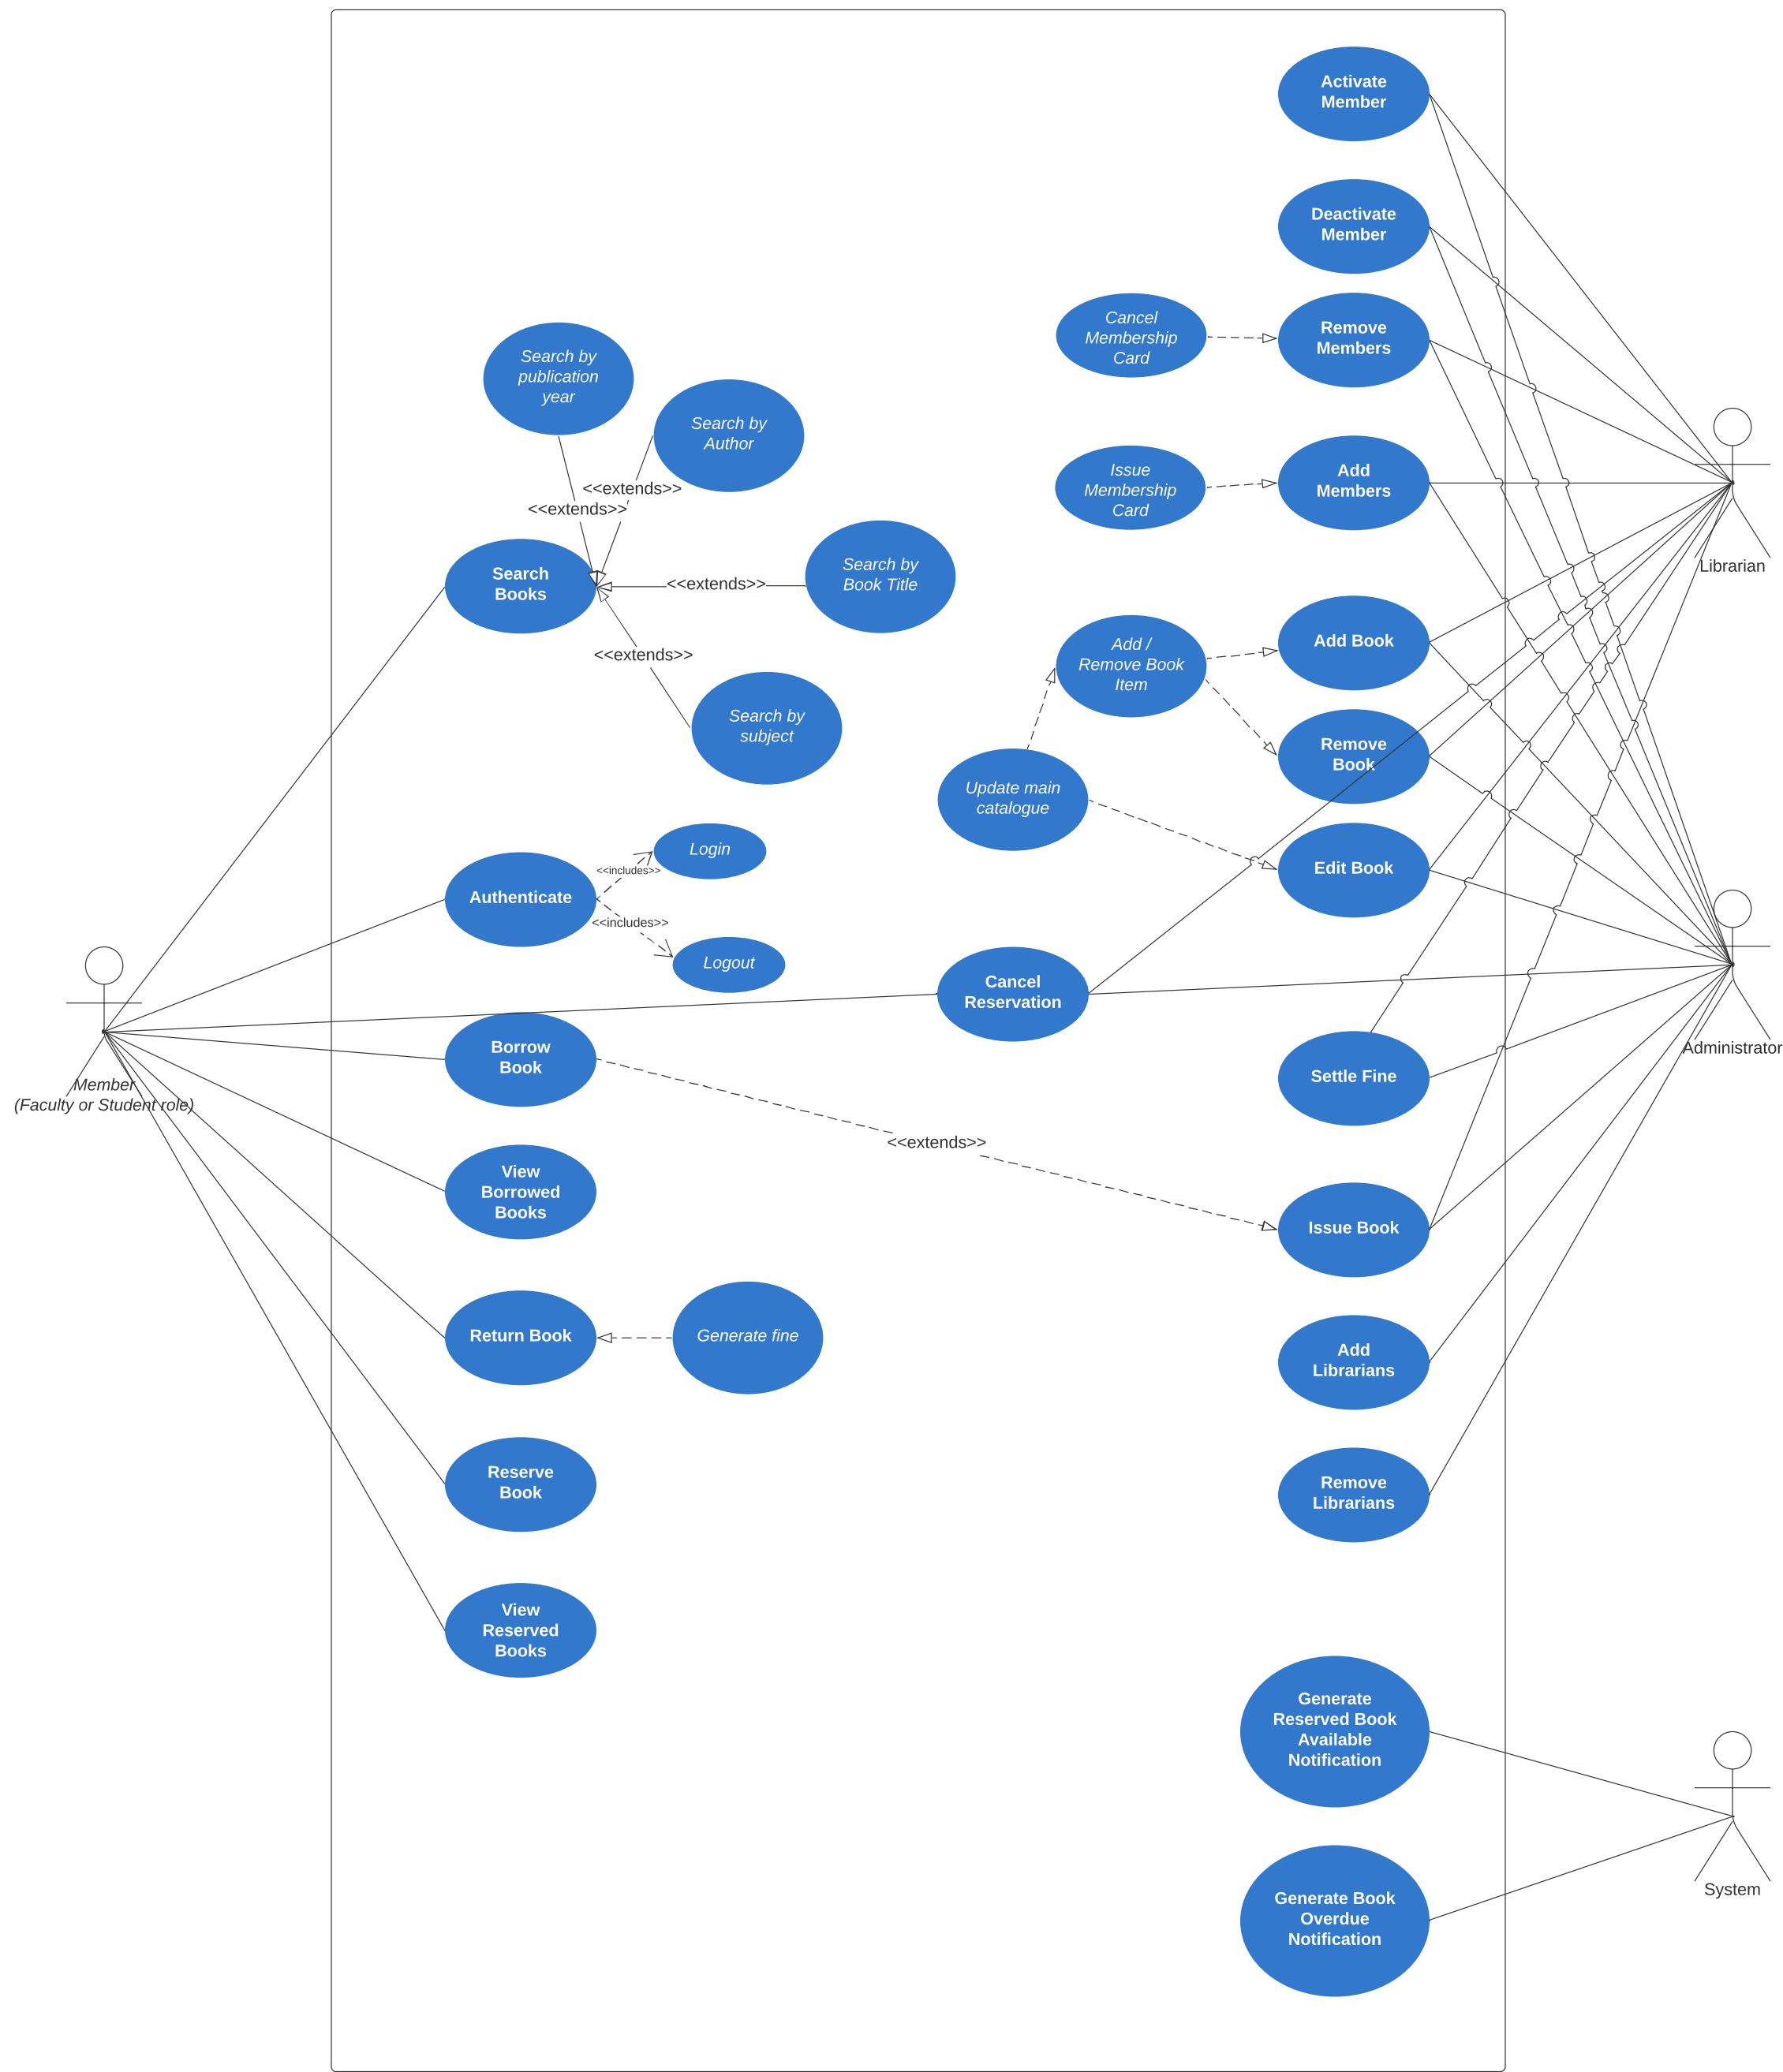 Activate
Member
Deactivate
Member
Cancel
Membership
Card
Remove
Members
Search by
publication
year
Search by
Author
Issue
Membership
Card
Add
Members
<<extends>>
<<extends>>
Librarian
Search
Books
<<extends>>
Search by
Book Title
<<extends>>
Add /
Remove Book
Item
Add Book
Search by
subject
Remove
Book
Update main
catalogue
Login
<<includes>>
Edit Book
Authenticate
<<includes>>
Logout
Cancel
Reservation
Administrator
Member
(Faculty or Student role)
Borrow
Book
Settle Fine
<<extends>>
View
Borrowed
Books
Issue Book
Return Book
Generate fine
Add
Librarians
Reserve
Book
Remove
Librarians
View
Reserved
Books
Generate
Reserved Book
Available
Notification
System
Generate Book
Overdue
Notification